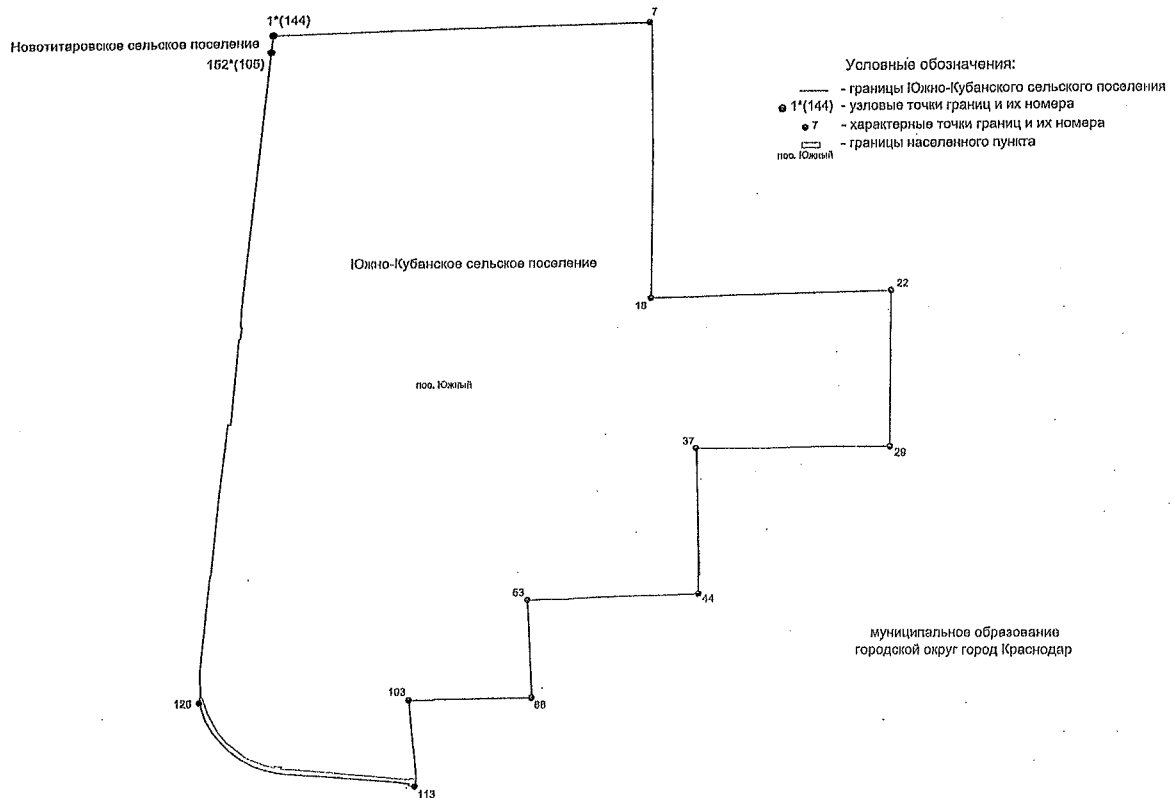 1*(144)
7
Новотитаровское сельское поселение
152*(105)
Условные обозначения:
- границы Южно-Кубанского сельского поселения
1*(144) - узловые точки границ и их номера
7 - характерные точки границ и их номера
- границы населенного пункта
пос. Южный
Южно-Кубанское сельское поселение
22
18
пос. Южный
37
29
53
44
муниципальное образование
городской округ город Краснодар
103
88
120
113